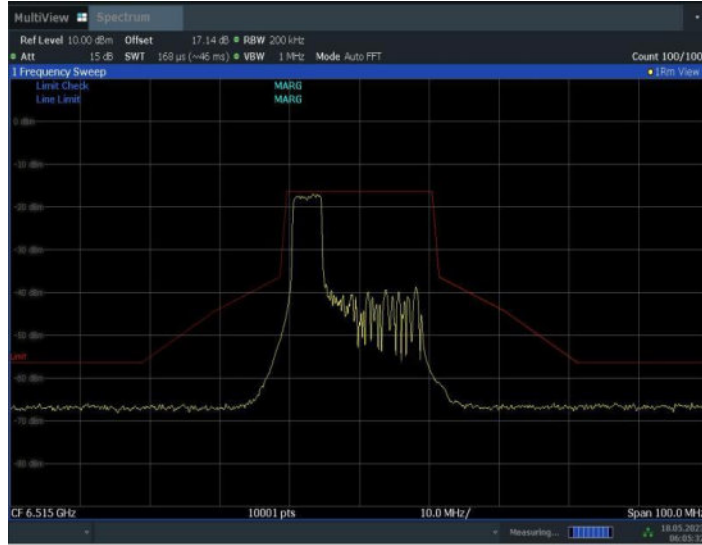 MultiView Spectrum
Ref Level 10.00 dBm Offset 17.14 dB RBW 200 kHz
Att 15 dB SWT 168 µs (~46 ms) VBW 1 MHz Mode Auto FFT Count 100/100
1 Frequency Sweep 1Rm View
Limit Check MARG
Line Limit MARG
0 dBm
-10 dBm
-20 dBm
-30 dBm
-40 dBm
-50 dBm
Limit
-60 dBm
-70 dBm
-80 dBm
CF 6.515 GHz 10001 pts 10.0 MHz/ Span 100.0 MHz
Measuring... 18.05.2023